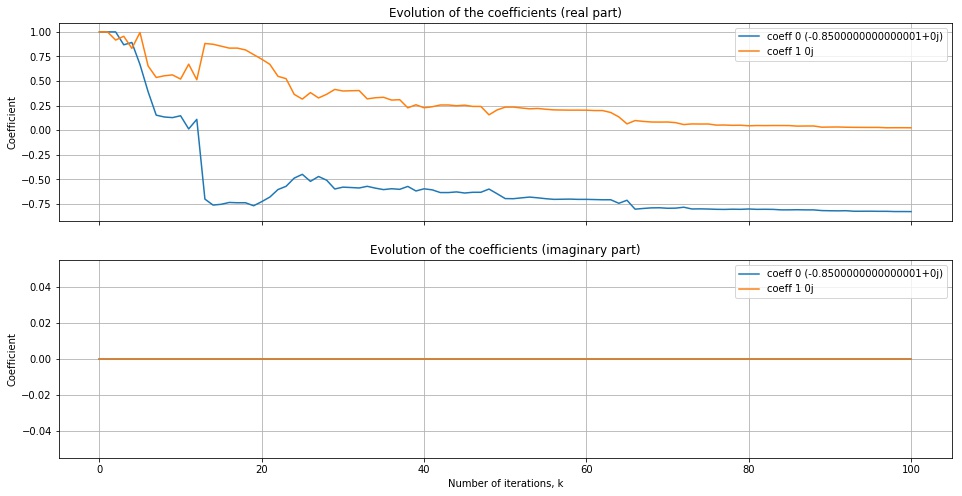 Evolution of the coefficients (real part)
1.00
0.75
0.50
0.25
0.00
−0.25
−0.50
−0.75
Coefficient
coeff 0 (-0.8500000000000001+0j)
coeff 1 0j
Evolution of the coefficients (imaginary part)
0.04
0.02
0.00
−0.02
−0.04
Coefficient
coeff 0 (-0.8500000000000001+0j)
coeff 1 0j
0 20 40 60 80 100
Number of iterations, k